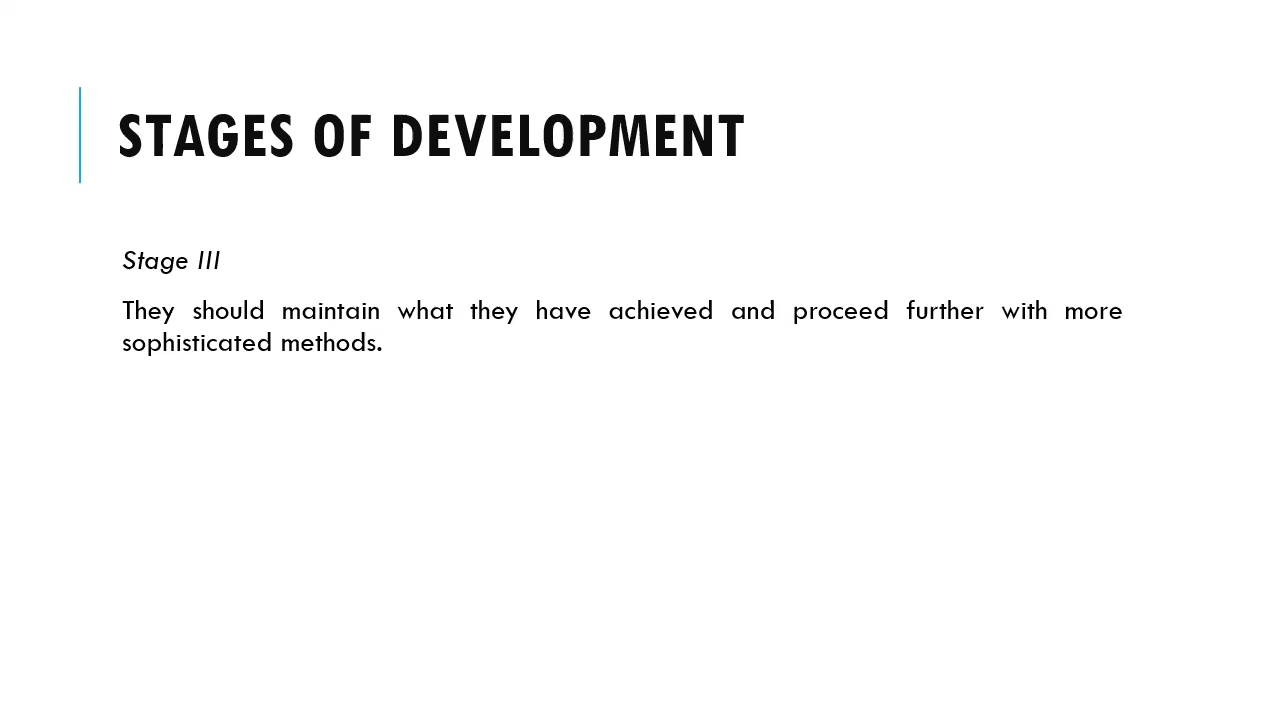 STAGES OF DEVELOPMENT
Stage III
They should maintain what they have achieved and proceed further with more
sophisticated methods.